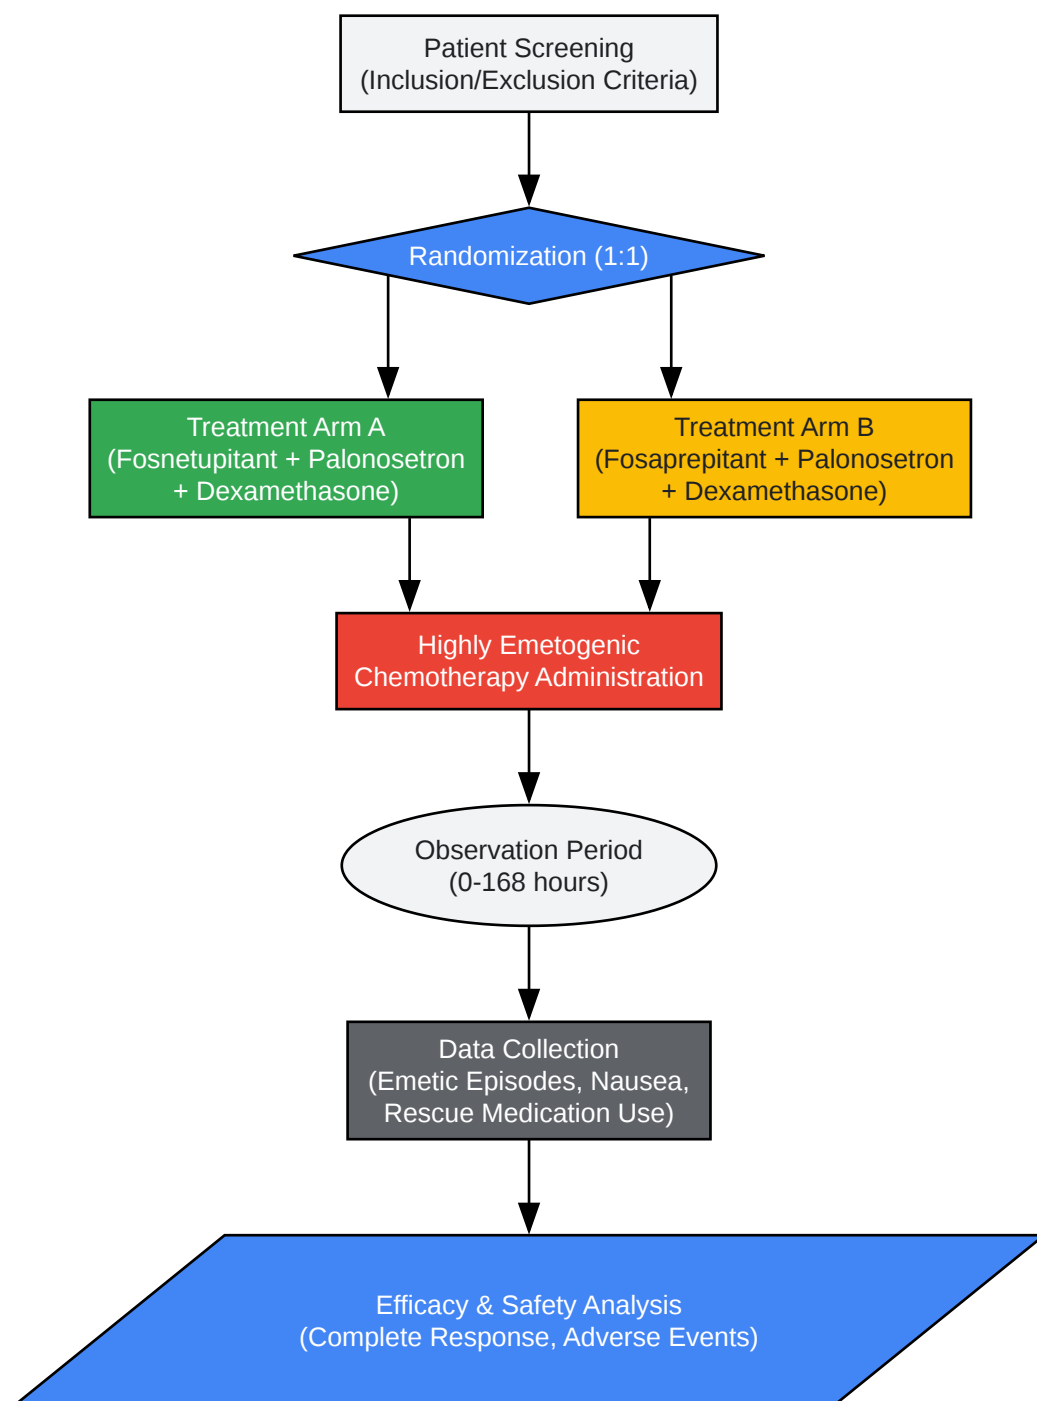 Patient Screening
(Inclusion/Exclusion Criteria)
Randomization (1:1)
Treatment Arm A
(Fosnetupitant + Palonosetron
+ Dexamethasone)
Treatment Arm B
(Fosaprepitant + Palonosetron
+ Dexamethasone)
Highly Emetogenic
Chemotherapy Administration
Observation Period
(0-168 hours)
Data Collection
(Emetic Episodes, Nausea,
Rescue Medication Use)
Efficacy & Safety Analysis
(Complete Response, Adverse Events)